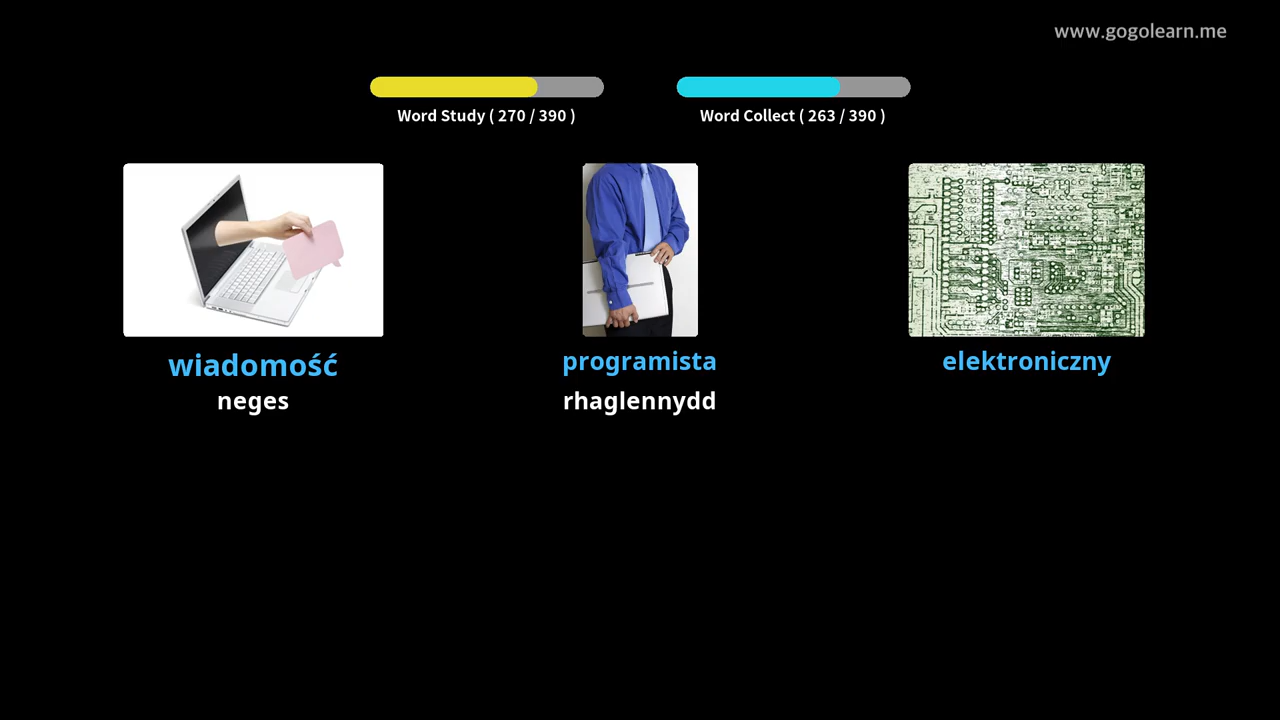 www.gogolearn.me
Word Study ( 270 / 390 )
Word Collect ( 263 / 390 )
wiadomość
neges
programista
rhaglennydd
elektroniczny